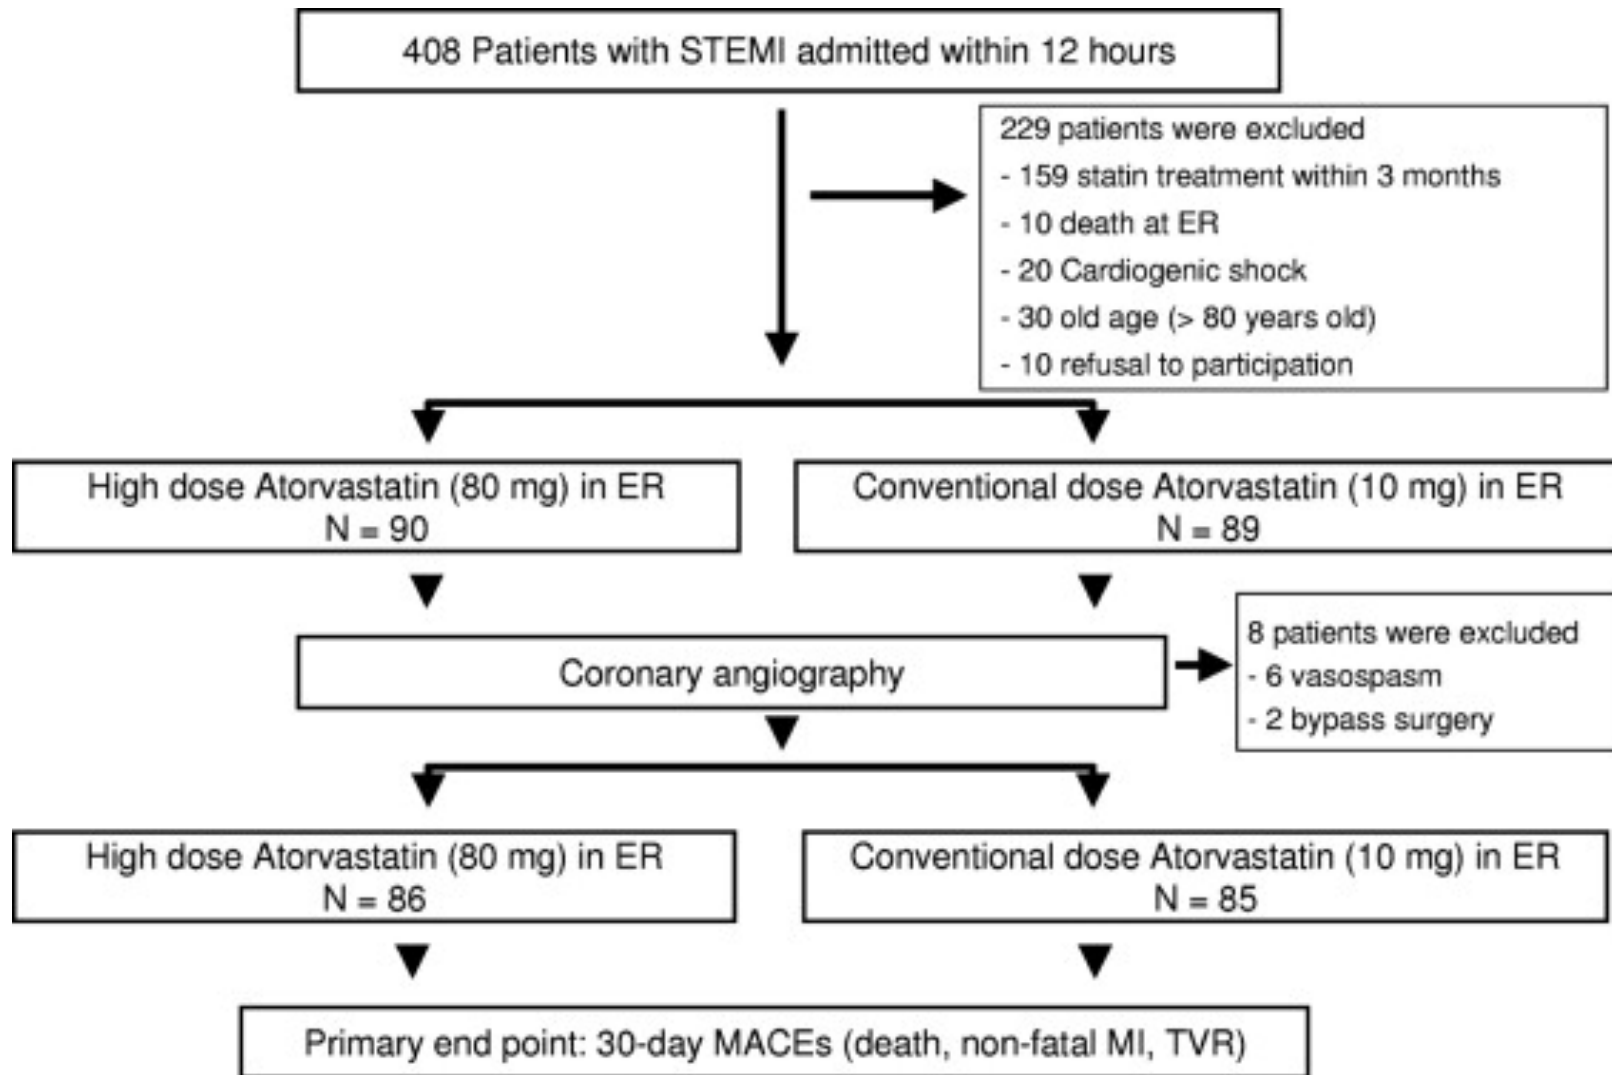 408 Patients with STEMI admitted within 12 hours
229 patients were excluded
- 159 statin treatment within 3 months
- 10 death at ER
- 20 Cardiogenic shock
- 30 old age (> 80 years old)
- 10 refusal to participation
High dose Atorvastatin (80 mg) in ER
N = 90
Conventional dose Atorvastatin (10 mg) in ER
N = 89
Coronary angiography
8 patients were excluded
- 6 vasospasm
- 2 bypass surgery
High dose Atorvastatin (80 mg) in ER
N = 86
Conventional dose Atorvastatin (10 mg) in ER
N = 85
Primary end point: 30-day MACEs (death, non-fatal MI, TVR)